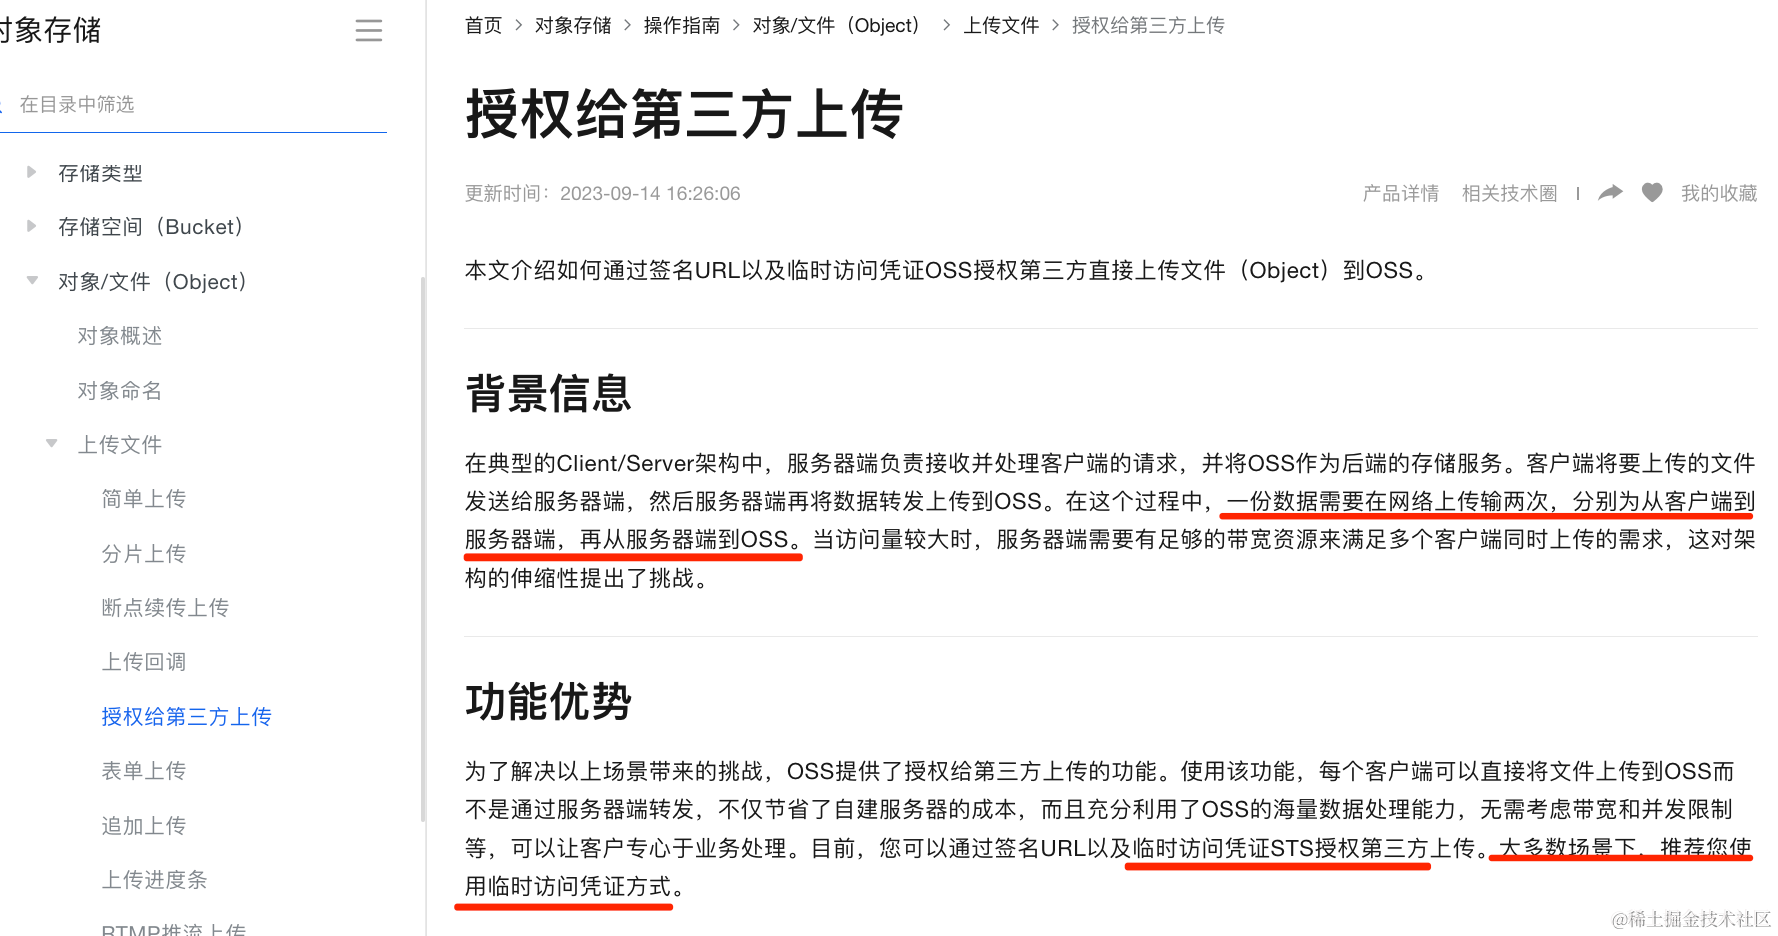 对象存储
在目录中筛选
存储类型
存储空间（Bucket）
对象/文件（Object）
对象概述
对象命名
上传文件
简单上传
分片上传
断点续传上传
上传回调
授权给第三方上传
表单上传
追加上传
上传进度条
RTMP推流上传
首页 > 对象存储 > 操作指南 > 对象/文件（Object） > 上传文件 > 授权给第三方上传
授权给第三方上传
更新时间：2023-09-14 16:26:06
产品详情 相关技术圈 | 我的收藏
本文介绍如何通过签名URL以及临时访问凭证OSS授权第三方直接上传文件（Object）到OSS。
背景信息
在典型的Client/Server架构中，服务器端负责接收并处理客户端的请求，并将OSS作为后端的存储服务。客户端将要上传的文件
发送给服务器端，然后服务器端再将数据转发上传到OSS。在这个过程中，一份数据需要在网络上传输两次，分别为从客户端到
服务器端，再从服务器端到OSS。当访问量较大时，服务器端需要有足够的带宽资源来满足多个客户端同时上传的需求，这对架
构的伸缩性提出了挑战。
功能优势
为了解决以上场景带来的挑战，OSS提供了授权给第三方上传的功能。使用该功能，每个客户端可以直接将文件上传到OSS而
不是通过服务器端转发，不仅节省了自建服务器的成本，而且充分利用了OSS的海量数据处理能力，无需考虑带宽和并发限制
等，可以让客户专心于业务处理。目前，您可以通过签名URL以及临时访问凭证STS授权第三方上传。大多数场景下，推荐您使
用临时访问凭证方式。
@稀土掘金技术社区